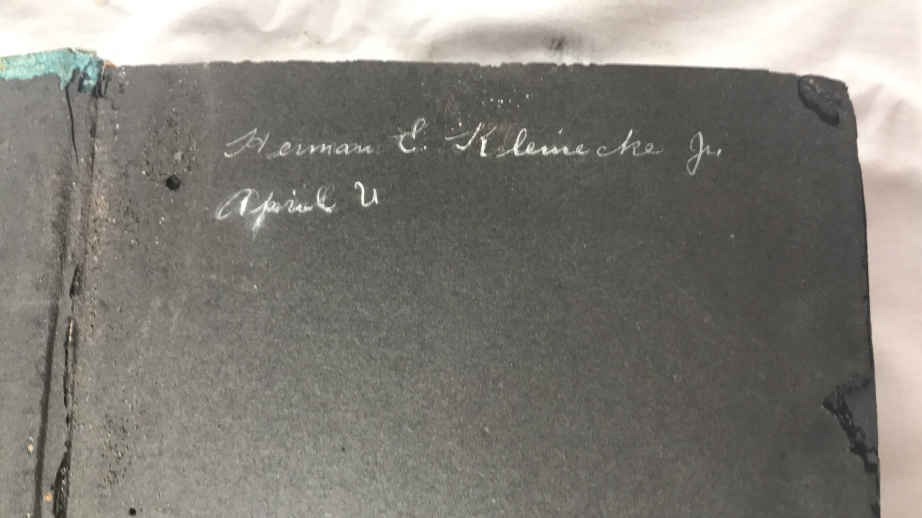 Herman E. Kleinecke Jr.
April